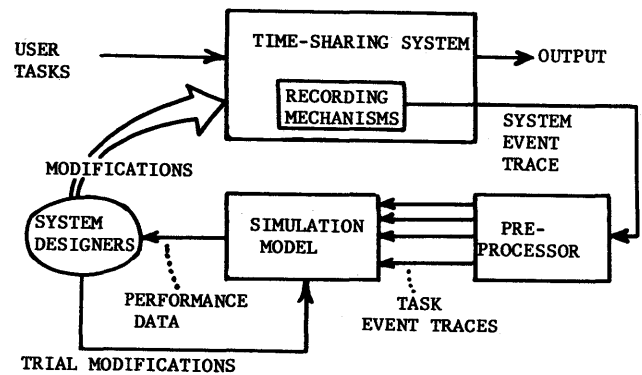 USER
TASKS
TIME-SHARING SYSTEM
OUTPUT
RECORDING
MECHANISMS
SYSTEM
EVENT
TRACE
MODIFICATIONS
SYSTEM
DESIGNERS
SIMULATION
MODEL
PRE-
PROCESSOR
PERFORMANCE
DATA
TASK
EVENT TRACES
TRIAL MODIFICATIONS